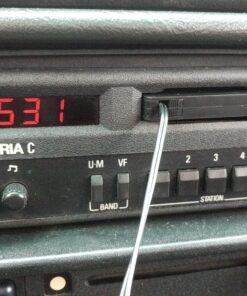 531
RIA C
U·M VF
2 3 4
BAND STATION